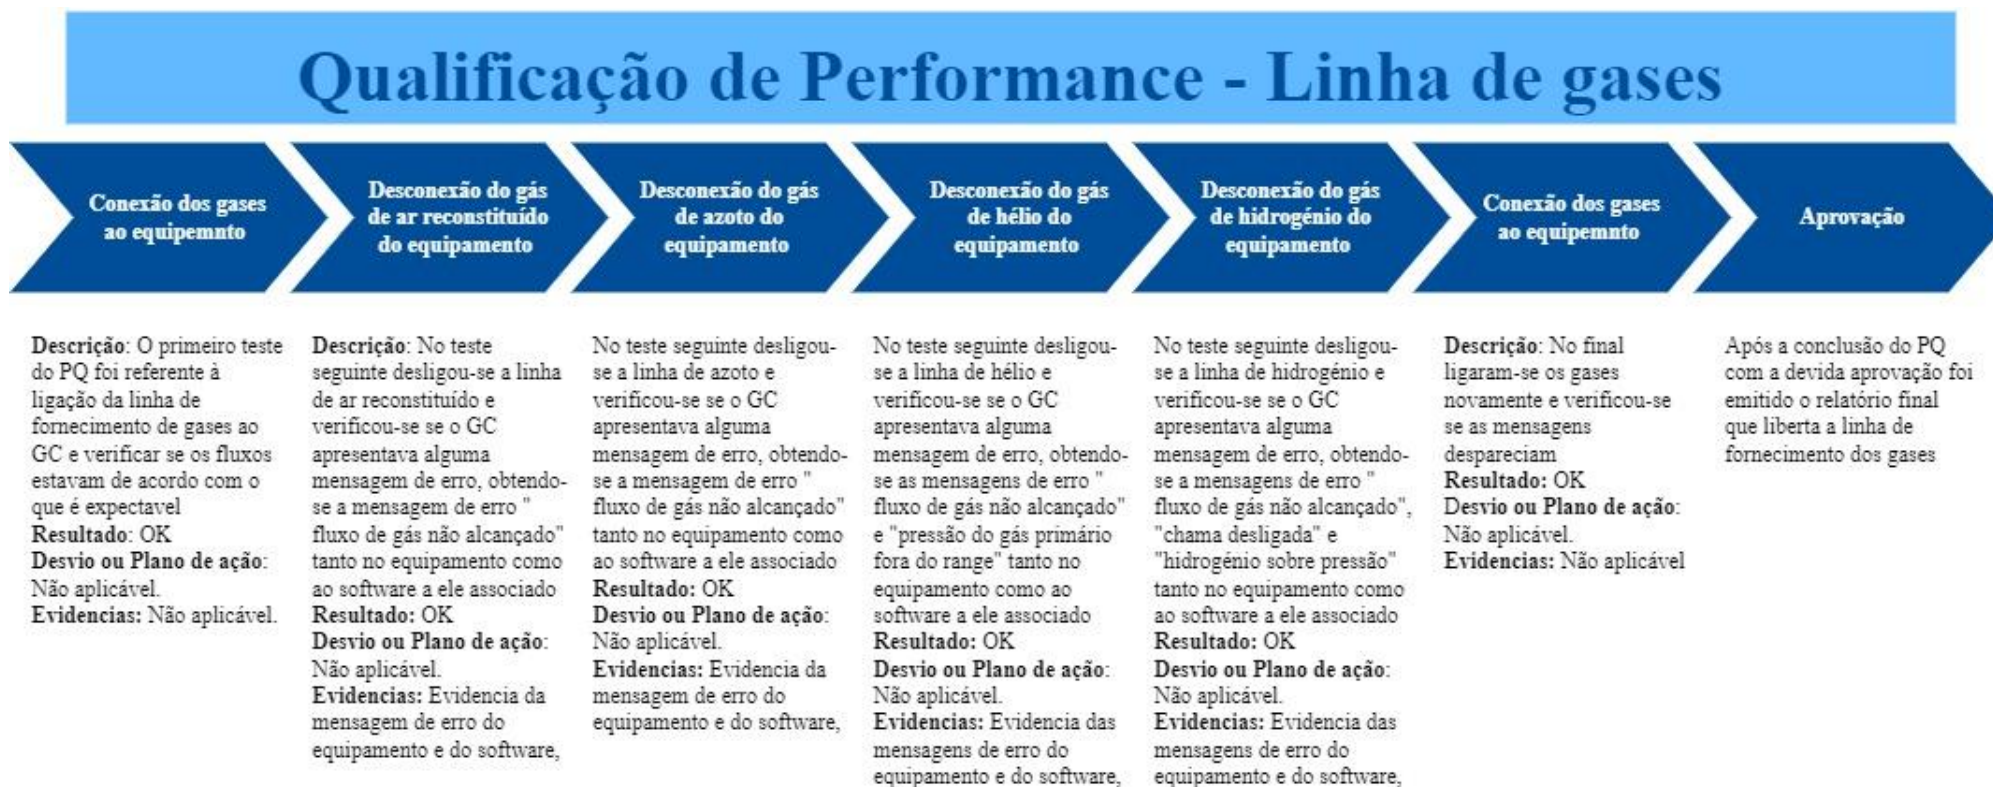 Qualificação de Performance - Linha de gases
Conexão dos gases
ao equipemnto
Desconexão do gás
de ar reconstituído
do equipamento
Desconexão do gás
de azoto do
equipamento
Desconexão do gás
de hélio do
equipamento
Desconexão do gás
de hidrogénio do
equipamento
Conexão dos gases
ao equipemnto
Aprovação
Descrição: O primeiro teste
do PQ foi referente à
ligação da linha de
fornecimento de gases ao
GC e verificar se os fluxos
estavam de acordo com o
que é expectavel
Resultado: OK
Desvio ou Plano de ação:
Não aplicável.
Evidencias: Não aplicável.
Descrição: No teste
seguinte desligou-se a linha
de ar reconstituído e
verificou-se se o GC
apresentava alguma
mensagem de erro, obtendo-
se a mensagem de erro "
fluxo de gás não alcançado"
tanto no equipamento como
ao software a ele associado
Resultado: OK
Desvio ou Plano de ação:
Não aplicável.
Evidencias: Evidencia da
mensagem de erro do
equipamento e do software,
No teste seguinte desligou-
se a linha de azoto e
verificou-se se o GC
apresentava alguma
mensagem de erro, obtendo-
se a mensagem de erro "
fluxo de gás não alcançado"
tanto no equipamento como
ao software a ele associado
Resultado: OK
Desvio ou Plano de ação:
Não aplicável.
Evidencias: Evidencia da
mensagem de erro do
equipamento e do software,
No teste seguinte desligou-
se a linha de hélio e
verificou-se se o GC
apresentava alguma
mensagem de erro, obtendo-
se as mensagens de erro "
fluxo de gás não alcançado"
e "pressão do gás primário
fora do range" tanto no
equipamento como ao
software a ele associado
Resultado: OK
Desvio ou Plano de ação:
Não aplicável.
Evidencias: Evidencia das
mensagens de erro do
equipamento e do software,
No teste seguinte desligou-
se a linha de hidrogénio e
verificou-se se o GC
apresentava alguma
mensagem de erro, obtendo-
se a mensagens de erro "
fluxo de gás não alcançado",
"chama desligada" e
"hidrogénio sobre pressão"
tanto no equipamento como
ao software a ele associado
Resultado: OK
Desvio ou Plano de ação:
Não aplicável.
Evidencias: Evidencia das
mensagens de erro do
equipamento e do software,
Descrição: No final
ligaram-se os gases
novamente e verificou-se
se as mensagens
despareciam
Resultado: OK
Desvio ou Plano de ação:
Não aplicável.
Evidencias: Não aplicável
Após a conclusão do PQ
com a devida aprovação foi
emitido o relatório final
que liberta a linha de
fornecimento dos gases